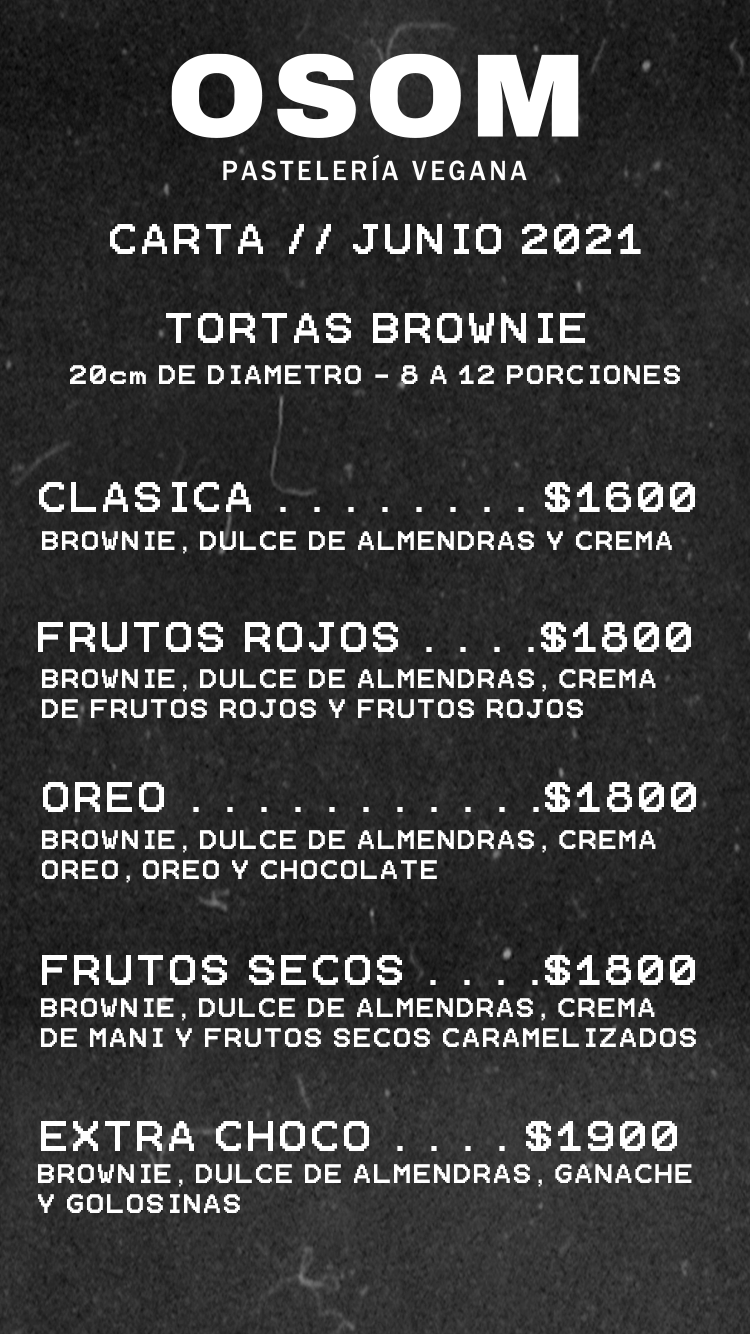 OSOM
PASTELERÍA VEGANA
CARTA // JUNIO 2021
TORTAS BROWNIE
20cm DE DIAMETRO - 8 A 12 PORCIONES
CLASICA . . . . . . . . $1600
BROWNIE, DULCE DE ALMENDRAS Y CREMA
FRUTOS ROJOS . . . .$1800
BROWNIE, DULCE DE ALMENDRAS, CREMA
DE FRUTOS ROJOS Y FRUTOS ROJOS
OREO . . . . . . . . . . .$1800
BROWNIE, DULCE DE ALMENDRAS, CREMA
OREO, OREO Y CHOCOLATE
FRUTOS SECOS . . . .$1800
BROWNIE, DULCE DE ALMENDRAS, CREMA
DE MANI Y FRUTOS SECOS CARAMELIZADOS
EXTRA CHOCO . . . . $1900
BROWNIE, DULCE DE ALMENDRAS, GANACHE
Y GOLOSINAS